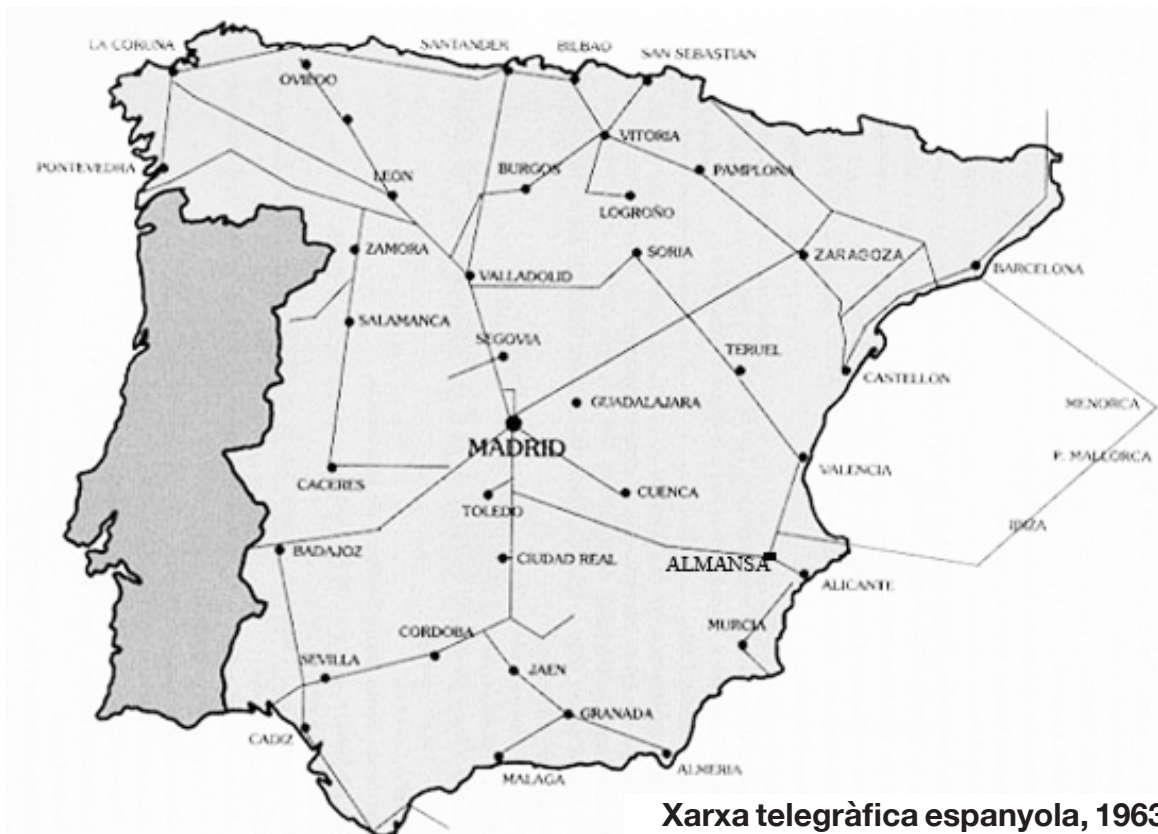 LA CORUNA
SANTANDER
BILBAO
SAN SEBASTIAN
OVIEDO
VITORIA
PONTEVEDRA
LEON
BURGOS
PAMPLONA
LOGROÑO
ZAMORA
SORIA
ZARAGOZA
VALLADOLID
BARCELONA
SALAMANCA
SEGOVIA
TERUEL
CASTELLON
GUADALAJARA
MENORCA
MADRID
P. MALLORCA
VALENCIA
CACERES
CUENCA
TOLEDO
IBIZA
BADAJOZ
CIUDAD REAL
ALMANSA
ALICANTE
CORDOBA
MURCIA
SEVILLA
JAEN
GRANADA
CADIZ
ALMERIA
MALAGA
Xarxa telegràfica espanyola, 1963